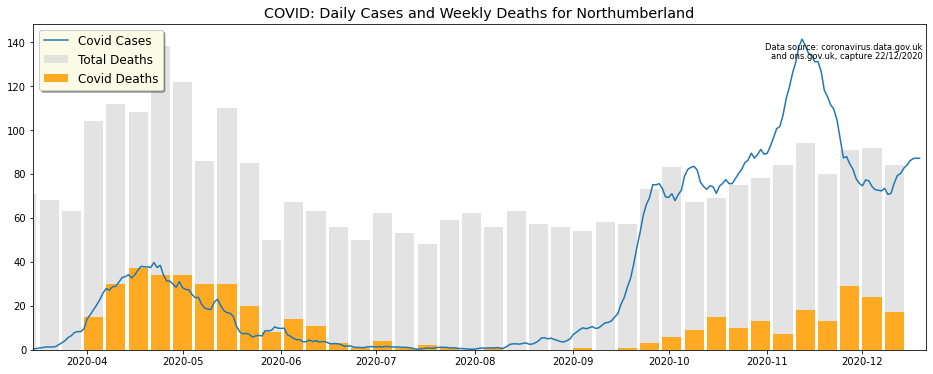 COVID: Daily Cases and Weekly Deaths for Northumberland
Covid Cases
Total Deaths
Covid Deaths
Data source: coronavirus.data.gov.uk
and ons.gov.uk, capture 22/12/2020
140
120
100
80
60
40
20
0
2020-04 2020-05 2020-06 2020-07 2020-08 2020-09 2020-10 2020-11 2020-12